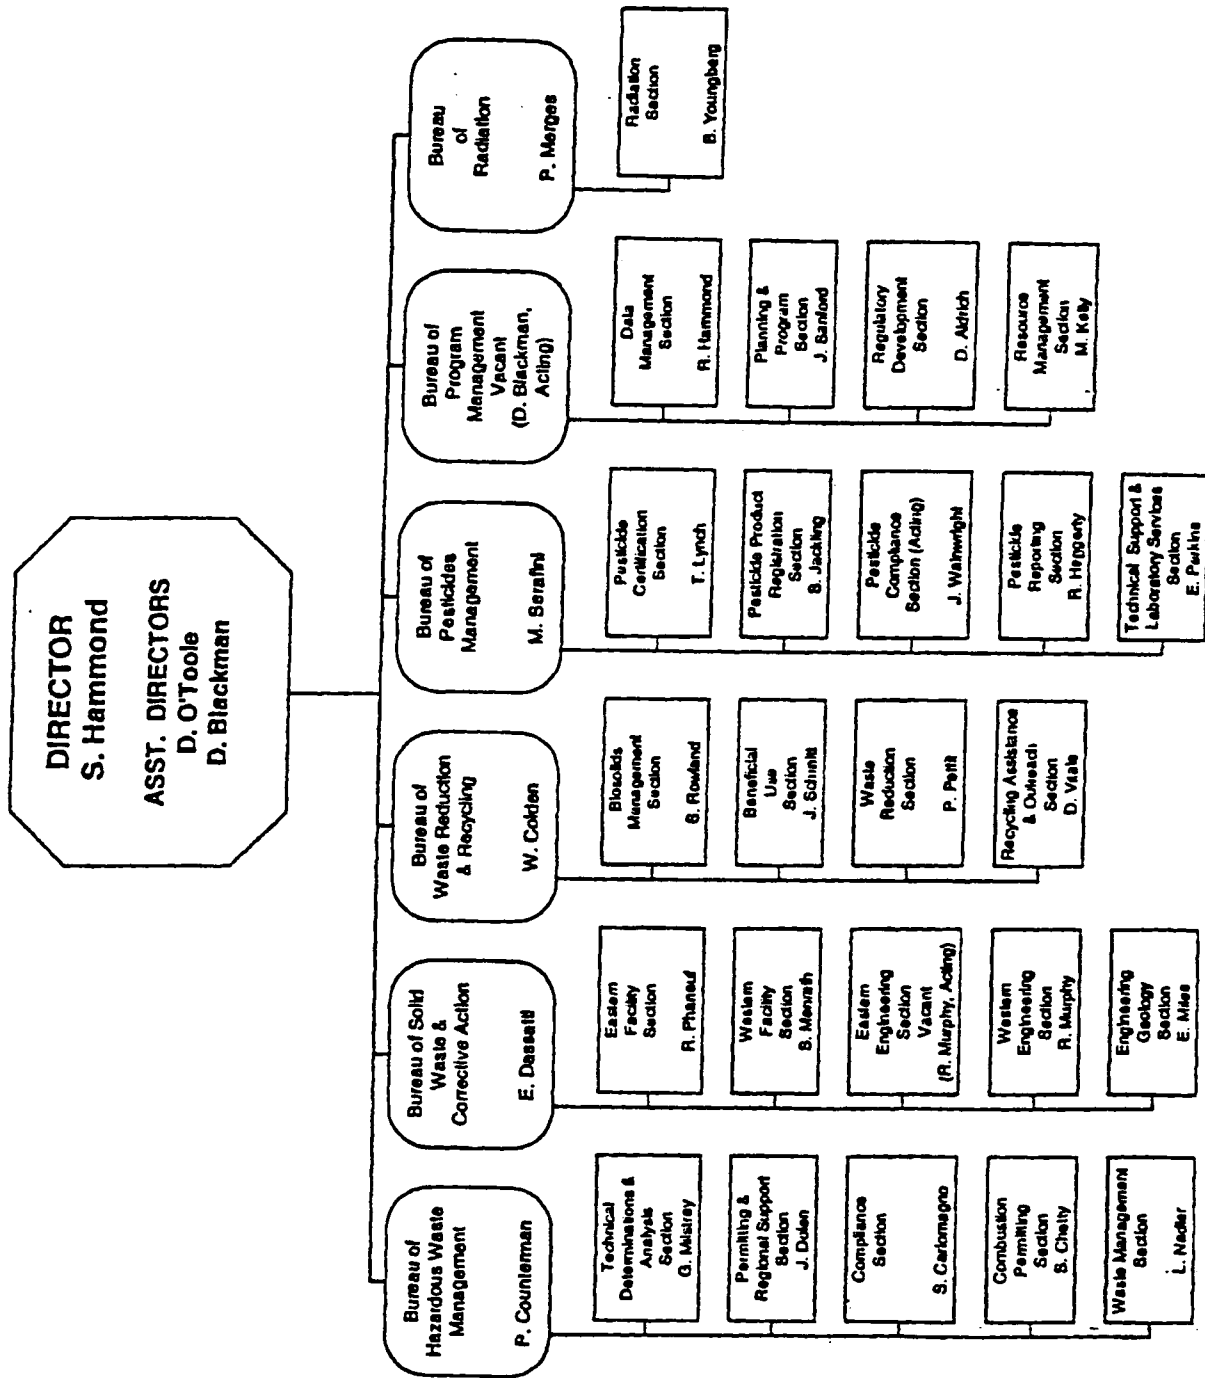 DIRECTOR
S. Hammond
ASST. DIRECTORS
D. O'Toole
D. Blackman
Bureau of
Hazardous Waste
Management
P. Counterman
Technical
Determinations &
Analysis
Section
G. Mistrey
Permitting &
Regional Support
Section
J. Dolen
Compliance
Section
S. Carlomagno
Combustion
Permitting
Section
S. Chetty
Waste Management
Section
L. Nadler
Bureau of Solid
Waste &
Corrective Action
E. Dassatti
Eastern
Facility
Section
R. Phaneuf
Western
Facility
Section
S. Menrath
Eastern
Engineering
Section
Vacant
(R. Murphy, Acting)
Western
Engineering
Section
R. Murphy
Engineering
Geology
Section
E. Miles
Bureau of
Waste Reduction
& Recycling
W. Colden
Biosolids
Management
Section
S. Rowland
Beneficial
Use
Section
J. Schmitt
Waste
Reduction
Section
P. Pettit
Recycling Assistance
& Outreach
Section
D. Vitale
Bureau of
Pesticides
Management
M. Serafini
Pesticide
Certification
Section
T. Lynch
Pesticide Product
Registration
Section
S. Jackling
Pesticide
Compliance
Section (Acting)
J. Wainwright
Pesticide
Reporting
Section
R. Haggerty
Technical Support &
Laboratory Services
Section
E. Perkins
Bureau of
Program
Management
Vacant
(D. Blackman,
Acting)
Data
Management
Section
R. Hammond
Planning &
Program
Section
J. Sanford
Regulatory
Development
Section
D. Aldrich
Resource
Management
Section
M. Kelly
Bureau
of
Radiation
P. Merges
Radiation
Section
B. Youngberg